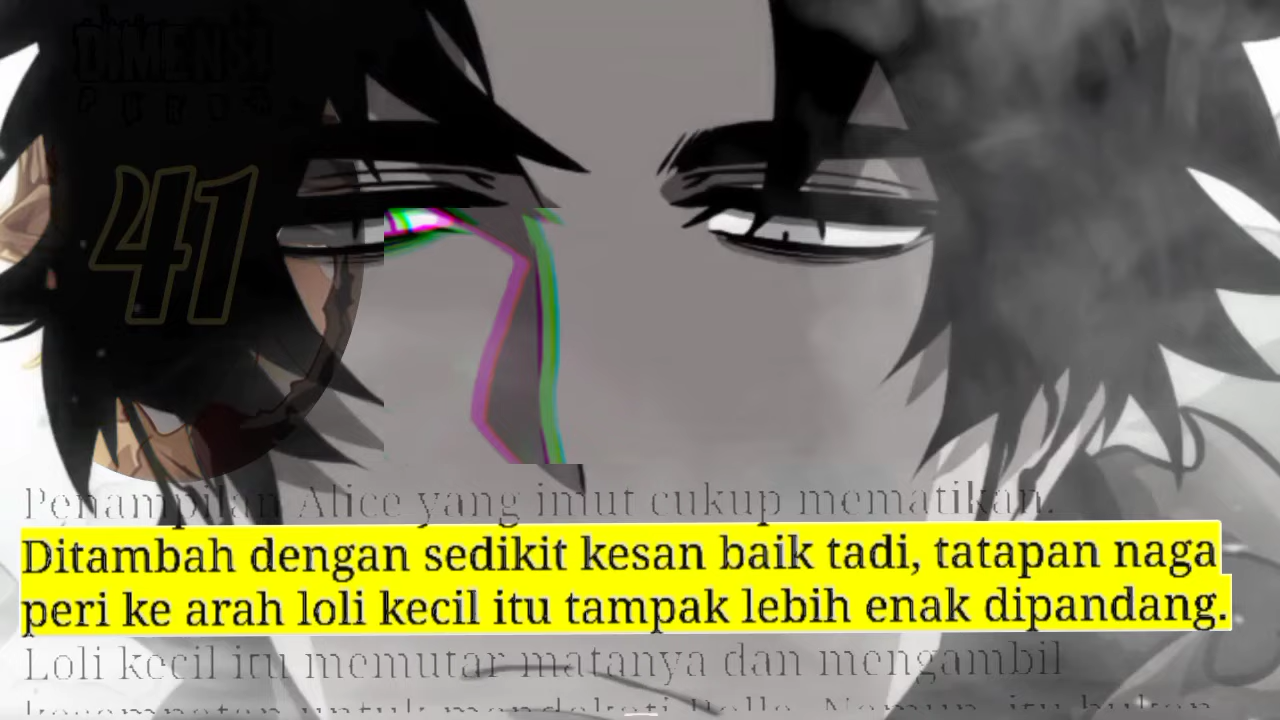 DIMENSI
41
Penampilan Alice yang imut cukup mematikan.
Ditambah dengan sedikit kesan baik tadi, tatapan naga
peri ke arah loli kecil itu tampak lebih enak dipandang.
Loli kecil itu memutar matanya dan mengambil